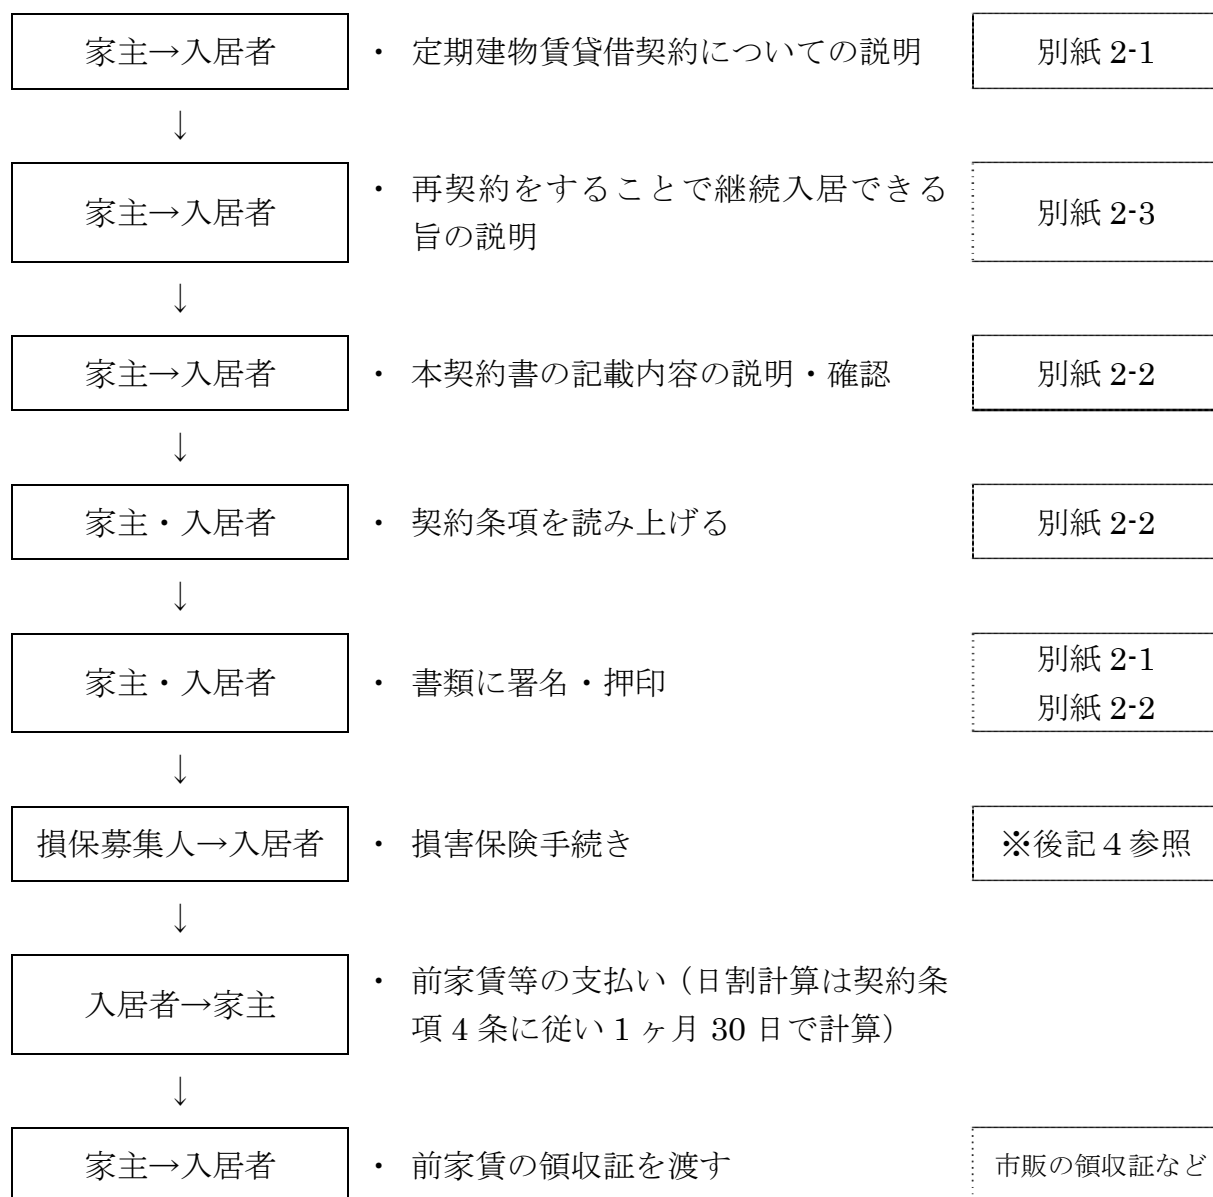 家主→入居者 ・ 定期建物賃貸借契約についての説明 別紙 2-1
↓
家主→入居者 ・ 再契約をすることで継続入居できる
旨の説明 別紙 2-3
↓
家主→入居者 ・ 本契約書の記載内容の説明・確認 別紙 2-2
↓
家主・入居者 ・ 契約条項を読み上げる 別紙 2-2
↓
家主・入居者 ・ 書類に署名・押印 別紙 2-1
別紙 2-2
↓
損保募集人→入居者 ・ 損害保険手続き ※後記4参照
↓
入居者→家主 ・ 前家賃等の支払い（日割計算は契約条
項 4 条に従い 1 ヶ月 30 日で計算）
↓
家主→入居者 ・ 前家賃の領収証を渡す 市販の領収証など